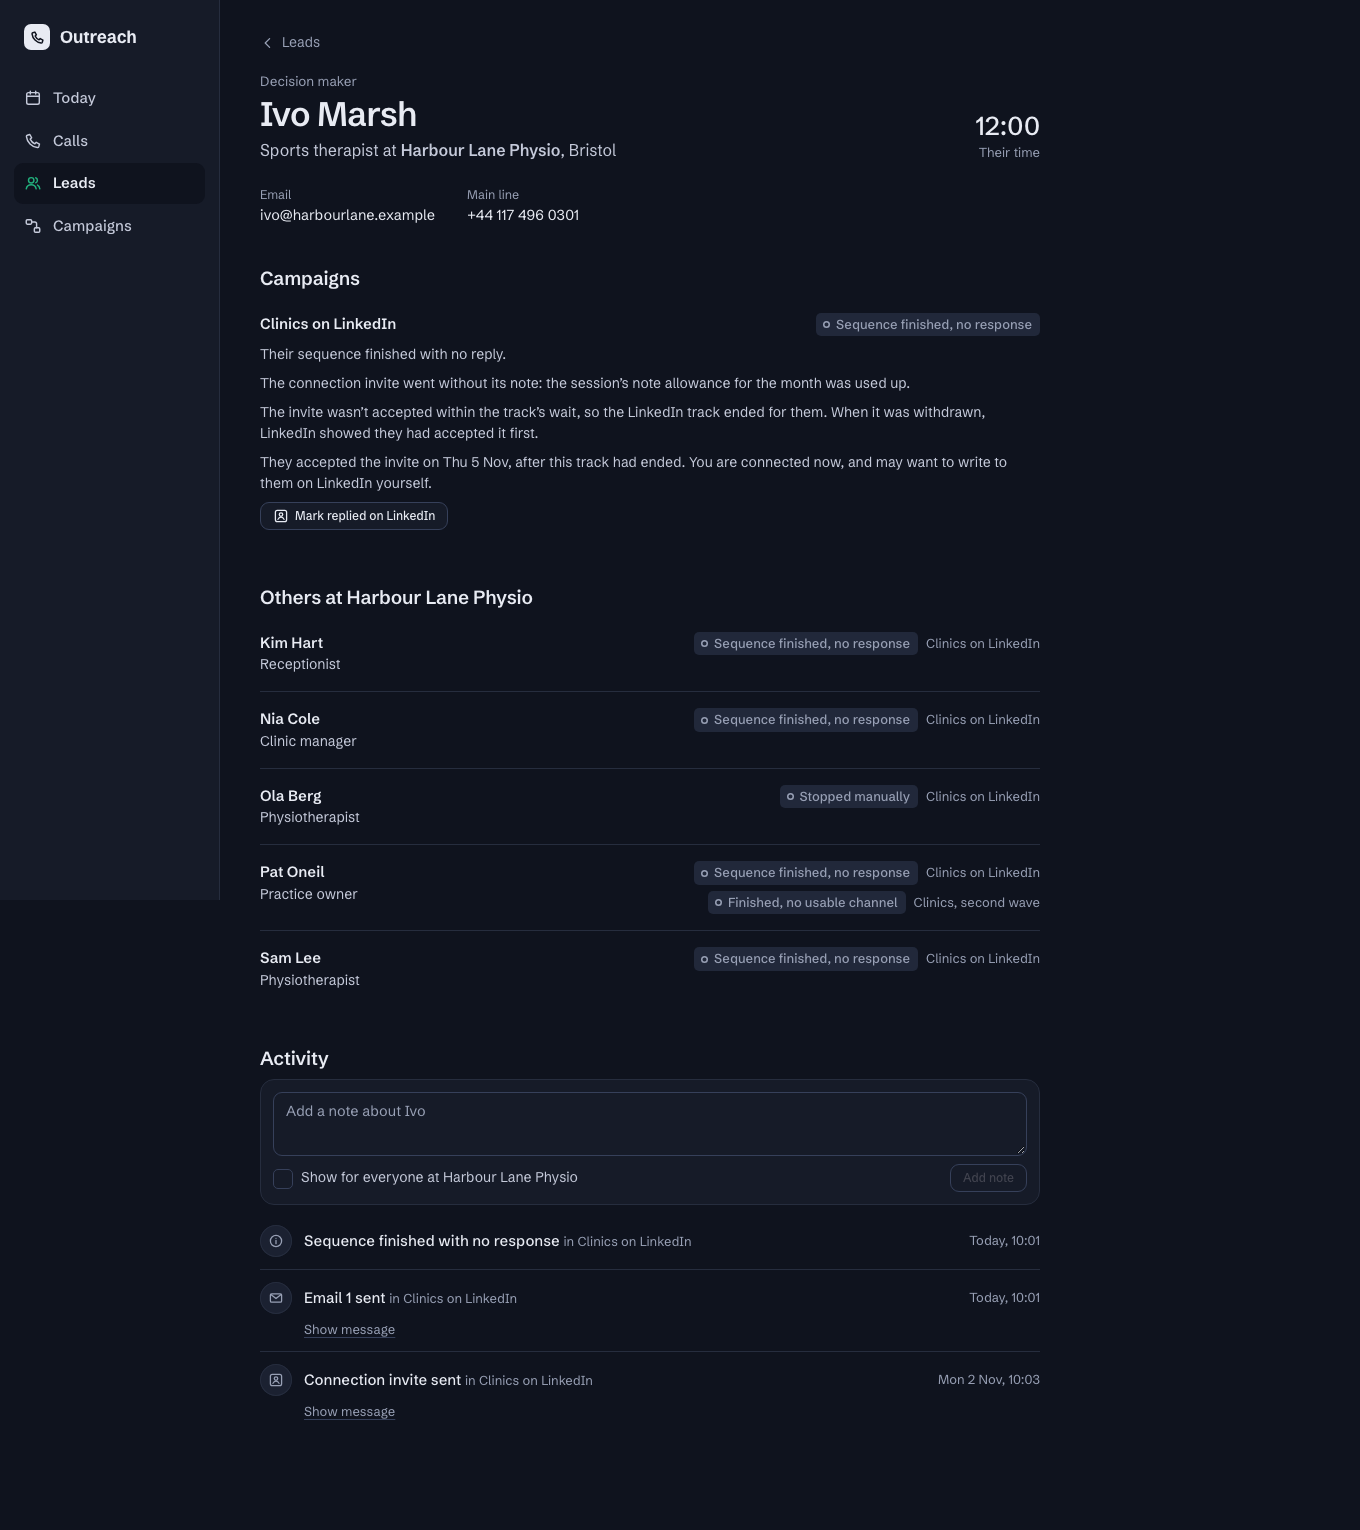 Outreach
Today
Calls
Leads
Campaigns
Leads
Decision maker
Ivo Marsh
Sports therapist at Harbour Lane Physio, Bristol
12:00
Their time
Email
ivo@harbourlane.example
Main line
+44 117 496 0301
Campaigns
Clinics on LinkedIn
Sequence finished, no response
Their sequence finished with no reply.
The connection invite went without its note: the session’s note allowance for the month was used up.
The invite wasn’t accepted within the track’s wait, so the LinkedIn track ended for them. When it was withdrawn,
LinkedIn showed they had accepted it first.
They accepted the invite on Thu 5 Nov, after this track had ended. You are connected now, and may want to write to
them on LinkedIn yourself.
Mark replied on LinkedIn
Others at Harbour Lane Physio
Kim Hart
Receptionist
Sequence finished, no response Clinics on LinkedIn
Nia Cole
Clinic manager
Sequence finished, no response Clinics on LinkedIn
Ola Berg
Physiotherapist
Stopped manually Clinics on LinkedIn
Pat Oneil
Practice owner
Sequence finished, no response Clinics on LinkedIn
Finished, no usable channel Clinics, second wave
Sam Lee
Physiotherapist
Sequence finished, no response Clinics on LinkedIn
Activity
Add a note about Ivo
Show for everyone at Harbour Lane Physio
Add note
Sequence finished with no response in Clinics on LinkedIn
Today, 10:01
Email 1 sent in Clinics on LinkedIn
Today, 10:01
Show message
Connection invite sent in Clinics on LinkedIn
Mon 2 Nov, 10:03
Show message